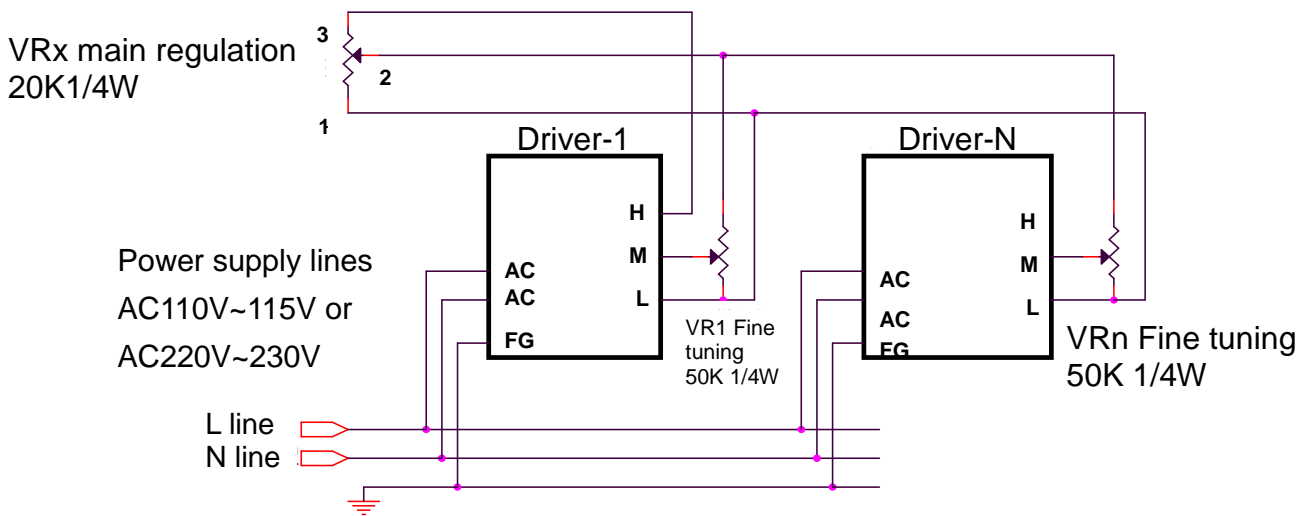 VRx main regulation
20K1/4W
3
2
1
Driver-1
H
M
L
AC
AC
FG
Driver-N
H
M
L
AC
AC
FG
Power supply lines
AC110V~115V or
AC220V~230V
VR1 Fine
tuning
50K 1/4W
VRn Fine tuning
50K 1/4W
L line
N line